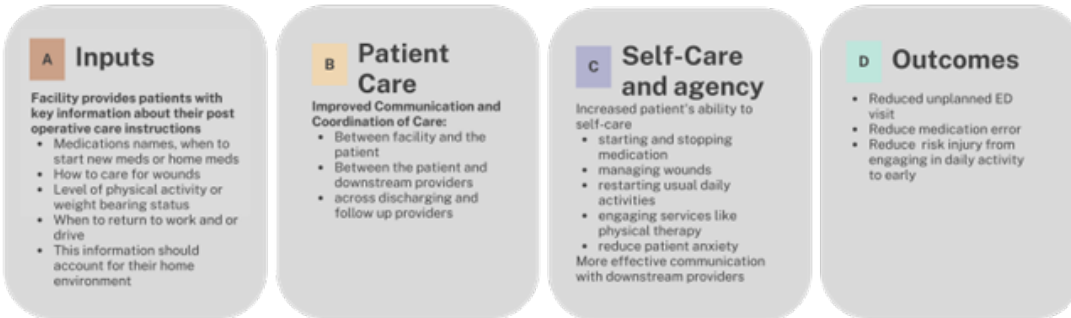 A
Inputs
Facility provides patients with
key information about their post
operative care instructions
• Medications names, when to
start new meds or home meds
• How to care for wounds
• Level of physical activity or
weight bearing status
• When to return to work and or
drive
• This information should
account for their home
environment
B
Patient
Care
Improved Communication and
Coordination of Care:
• Between facility and the
patient
• Between the patient and
downstream providers
• across discharging and
follow up providers
C
Self-Care
and agency
Increased patient's ability to
self-care
• starting and stopping
medication
• managing wounds
• restarting usual daily
activities
• engaging services like
physical therapy
• reduce patient anxiety
More effective communication
with downstream providers
D
Outcomes
• Reduced unplanned ED
visit
• Reduce medication error
• Reduce risk injury from
engaging in daily activity
to early